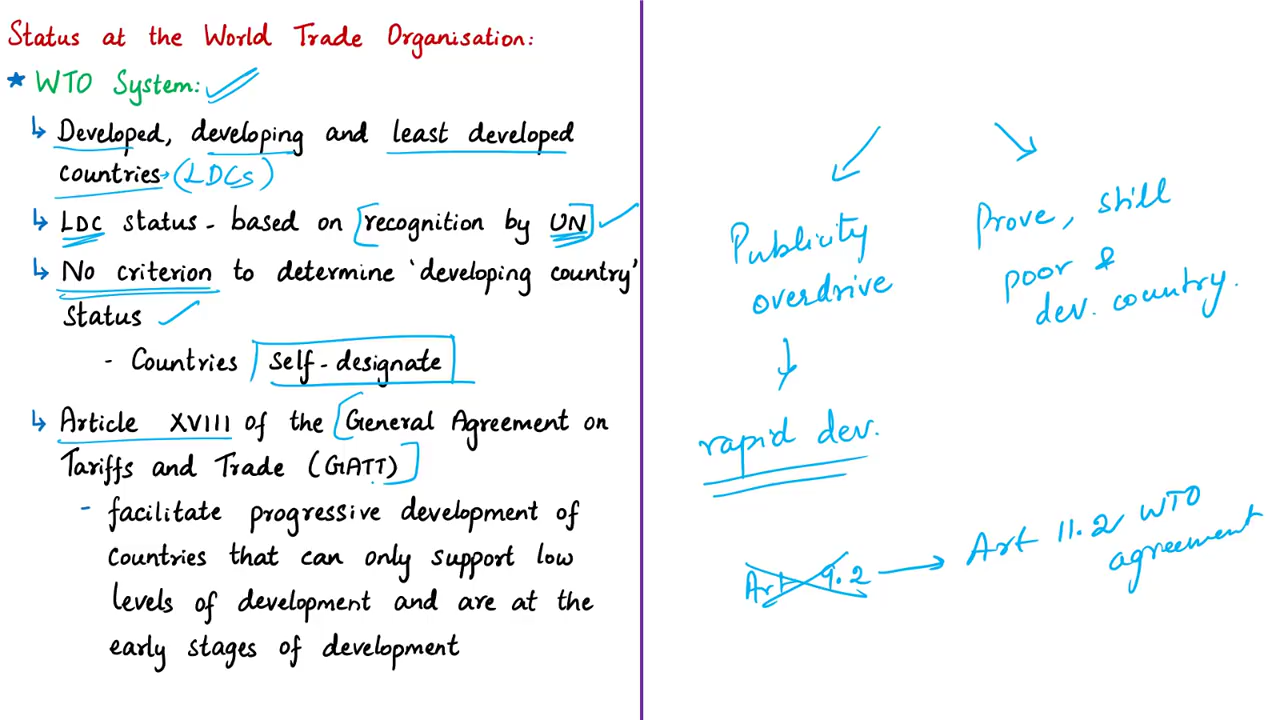 Status at the World Trade Organisation:
* WTO System:
↳ Developed, developing and least developed
countries → (LDCs)
↳ LDC status - based on [recognition by UN]
↳ No criterion to determine 'developing country'
status
- Countries self-designate
↳ Article XVIII of the [General Agreement on
Tariffs and Trade (GATT)]
- facilitate progressive development of
countries that can only support low
levels of development and are at the
early stages of development
Publicity
overdrive
rapid dev.
Prove, still
poor &
dev. country.
Art 9.2 → Art 11.2 WTO
agreement